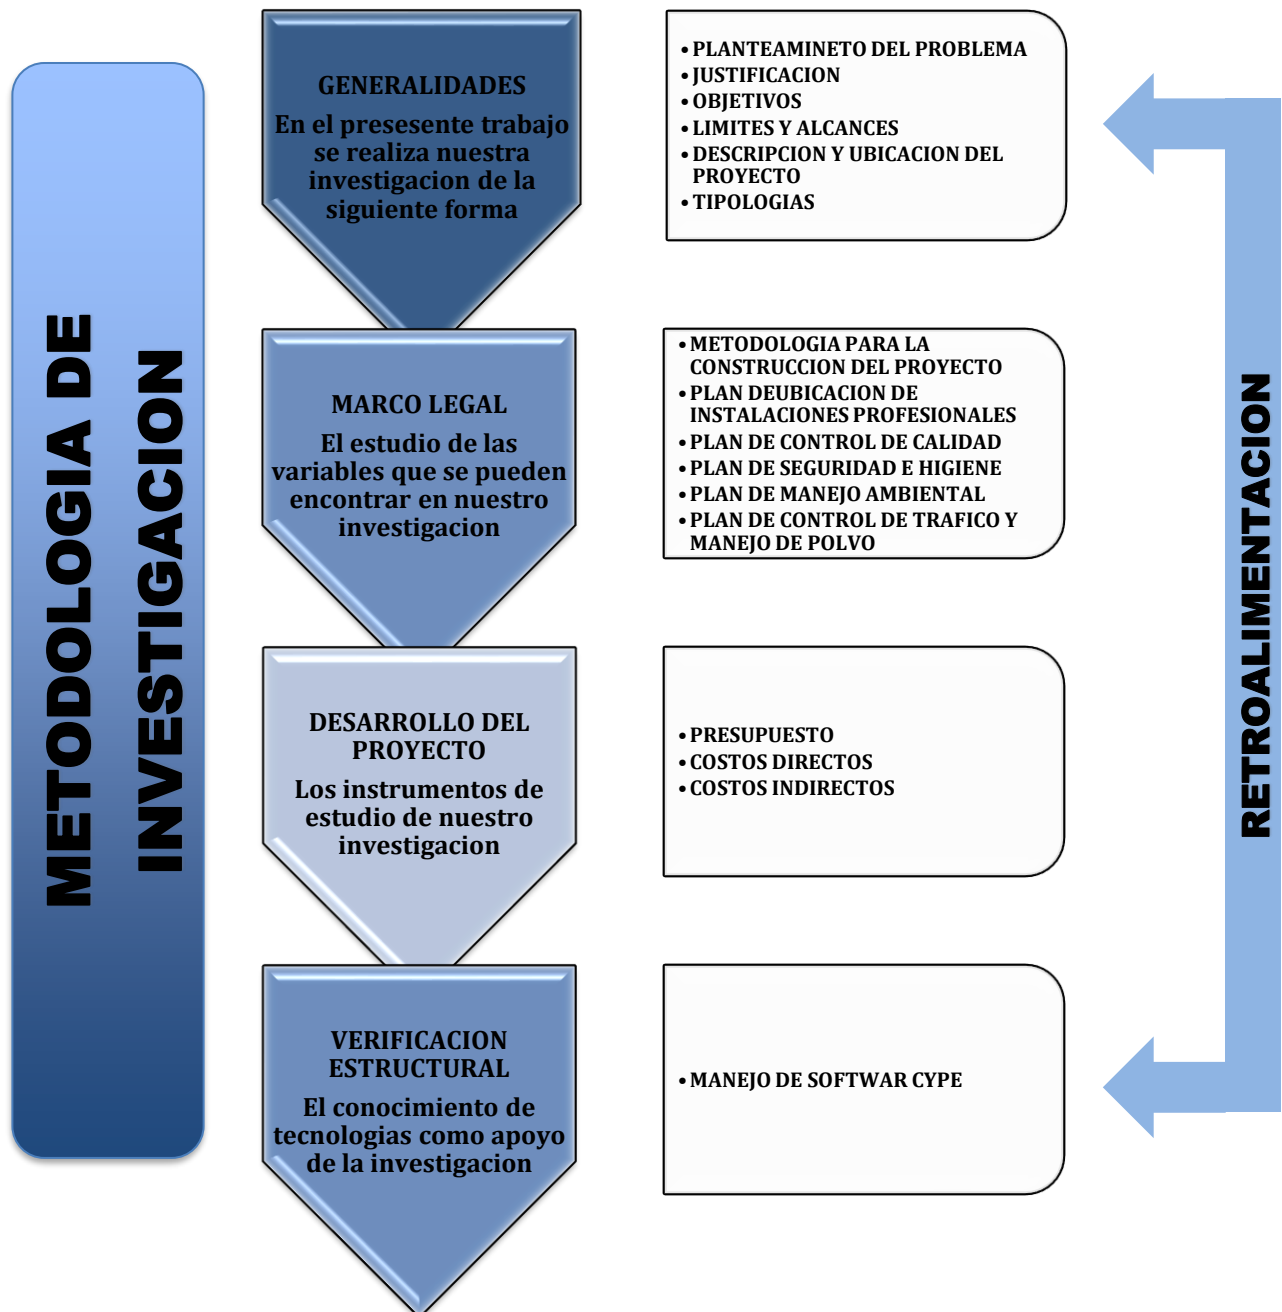 METODOLOGIA DE
INVESTIGACION
GENERALIDADES
En el presesente trabajo
se realiza nuestra
investigacion de la
siguiente forma
• PLANTEAMINETO DEL PROBLEMA
• JUSTIFICACION
• OBJETIVOS
• LIMITES Y ALCANCES
• DESCRIPCION Y UBICACION DEL
PROYECTO
• TIPOLOGIAS
MARCO LEGAL
El estudio de las
variables que se pueden
encontrar en nuestro
investigacion
• METODOLOGIA PARA LA
CONSTRUCCION DEL PROYECTO
• PLAN DEUBICACION DE
INSTALACIONES PROFESIONALES
• PLAN DE CONTROL DE CALIDAD
• PLAN DE SEGURIDAD E HIGIENE
• PLAN DE MANEJO AMBIENTAL
• PLAN DE CONTROL DE TRAFICO Y
MANEJO DE POLVO
DESARROLLO DEL
PROYECTO
Los instrumentos de
estudio de nuestro
investigacion
• PRESUPUESTO
• COSTOS DIRECTOS
• COSTOS INDIRECTOS
VERIFICACION
ESTRUCTURAL
El conocimiento de
tecnologias como apoyo
de la investigacion
• MANEJO DE SOFTWAR CYPE
RETROALIMENTACION